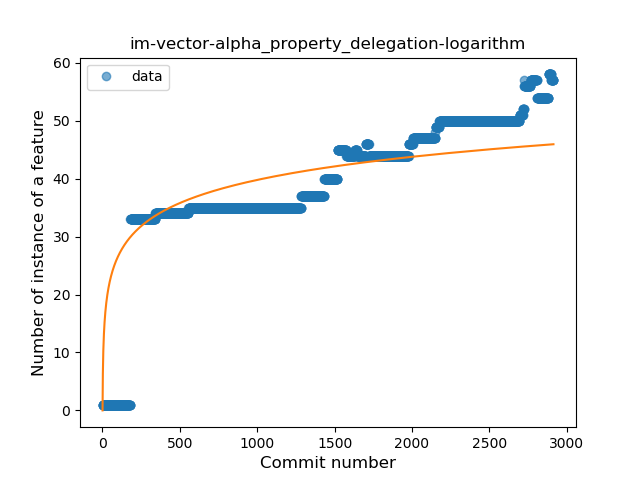 im-vector-alpha_property_delegation-logarithm
data
Number of instance of a feature
60
50
40
30
20
10
0
0 500 1000 1500 2000 2500 3000
Commit number